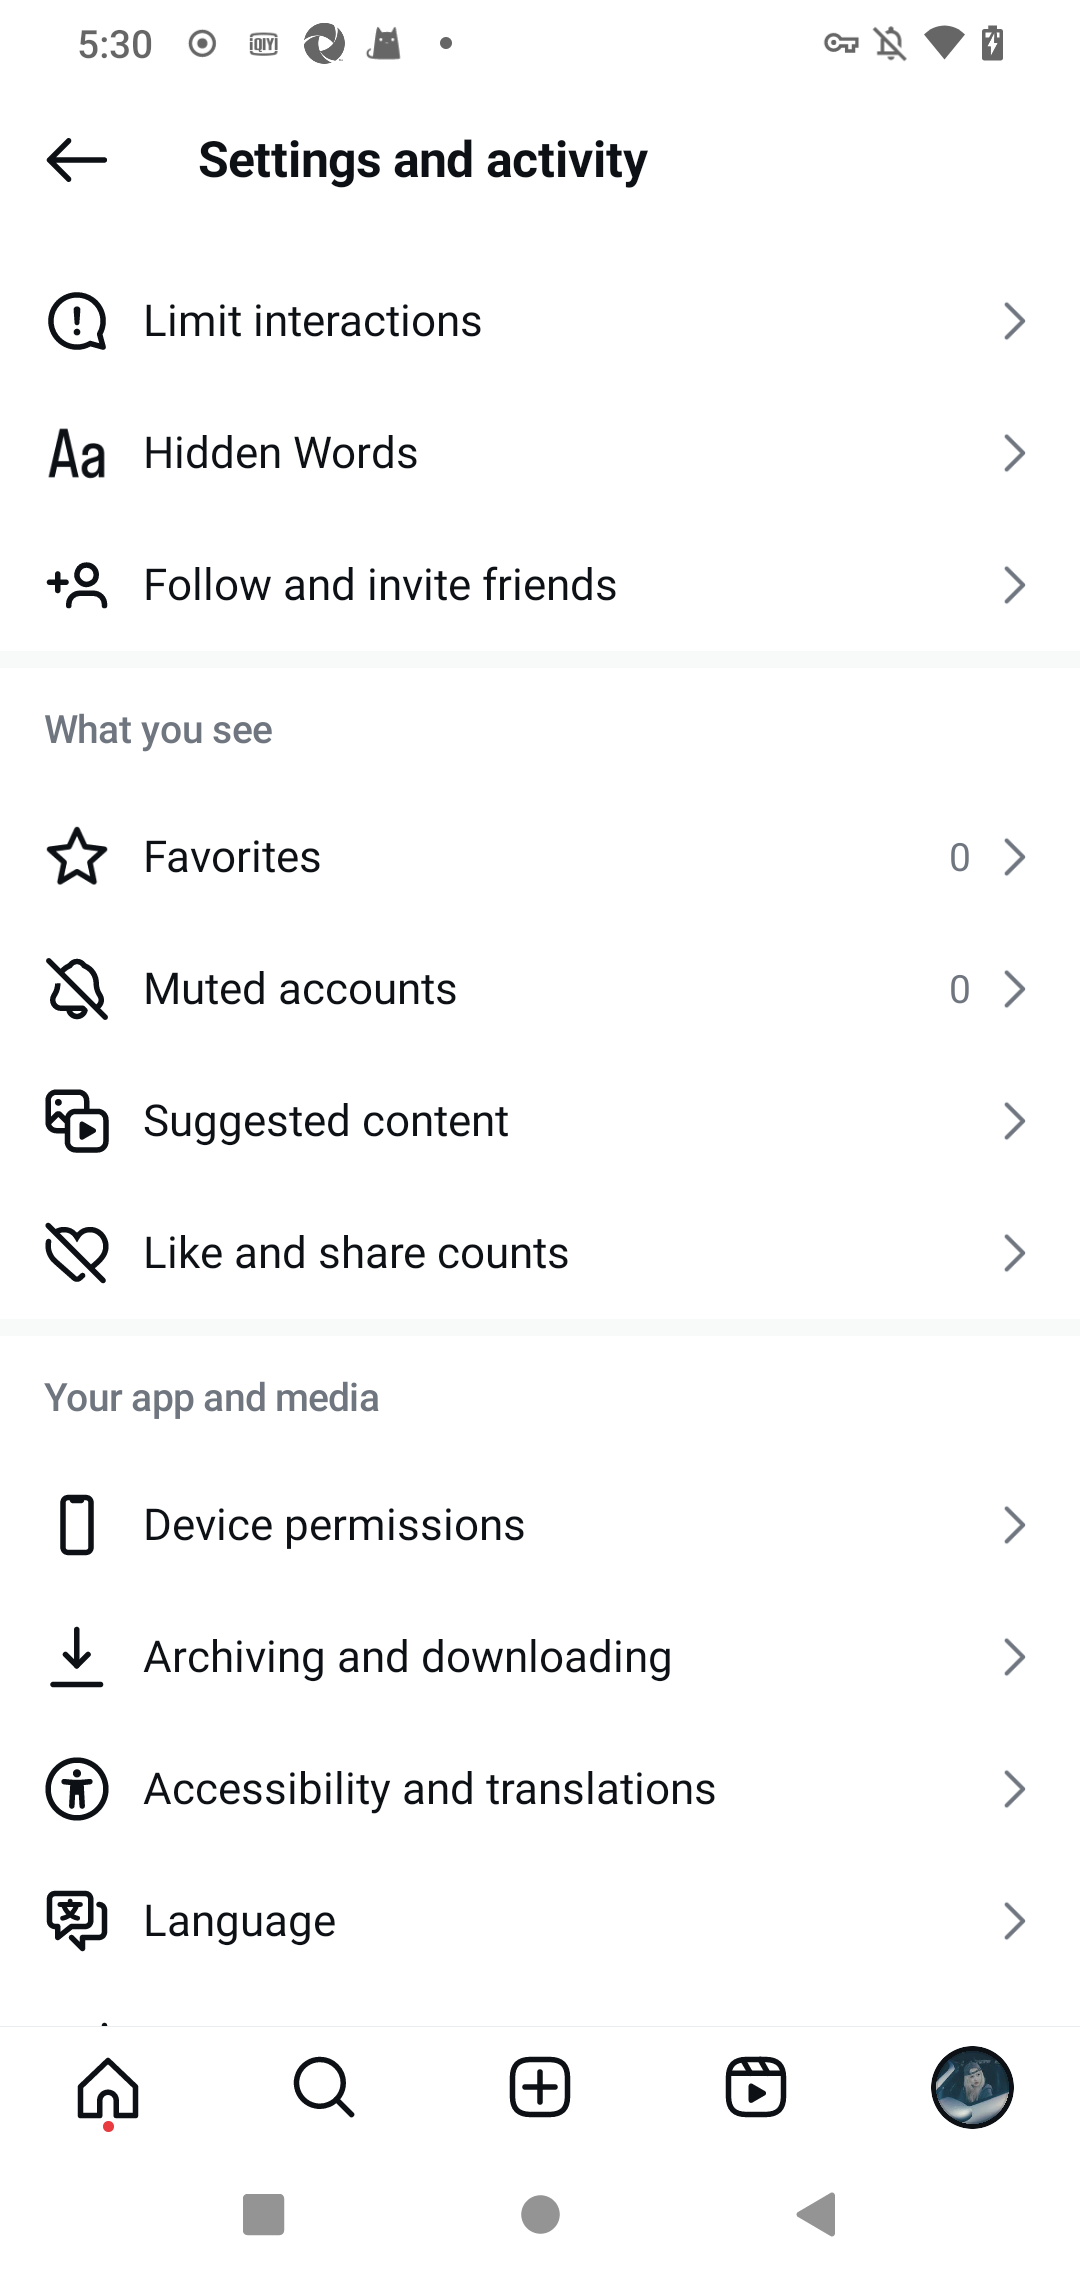 5:30
iQIYI
Settings and activity
Limit interactions
Aa Hidden Words
Follow and invite friends
What you see
Favorites 0
Muted accounts 0
Suggested content
Like and share counts
Your app and media
Device permissions
Archiving and downloading
Accessibility and translations
文 Language